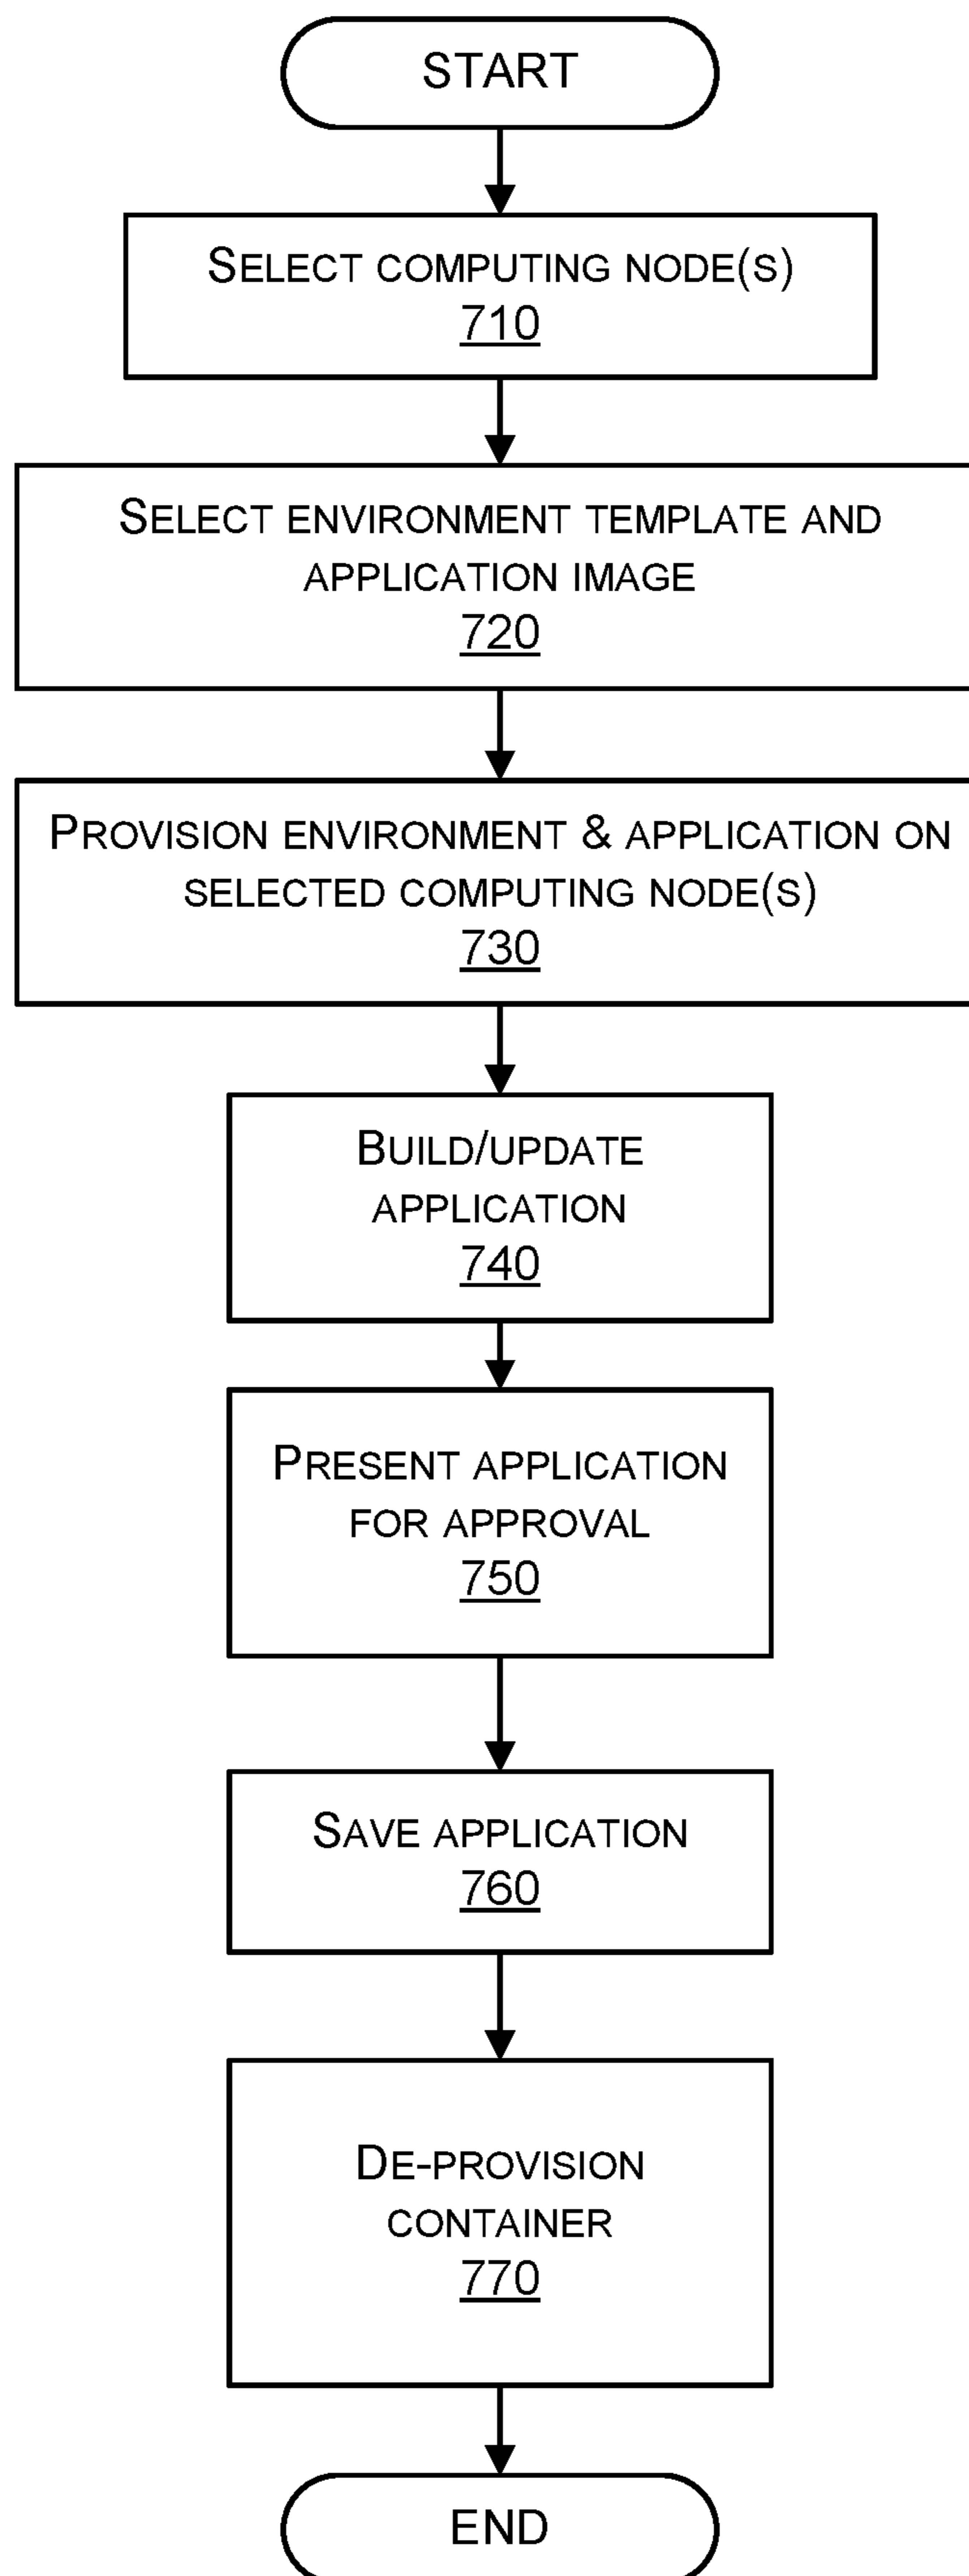 START
SELECT COMPUTING NODE(S)
710
SELECT ENVIRONMENT TEMPLATE AND
APPLICATION IMAGE
720
PROVISION ENVIRONMENT & APPLICATION ON
SELECTED COMPUTING NODE(S)
730
BUILD/UPDATE
APPLICATION
740
PRESENT APPLICATION
FOR APPROVAL
750
SAVE APPLICATION
760
DE-PROVISION
CONTAINER
770
END